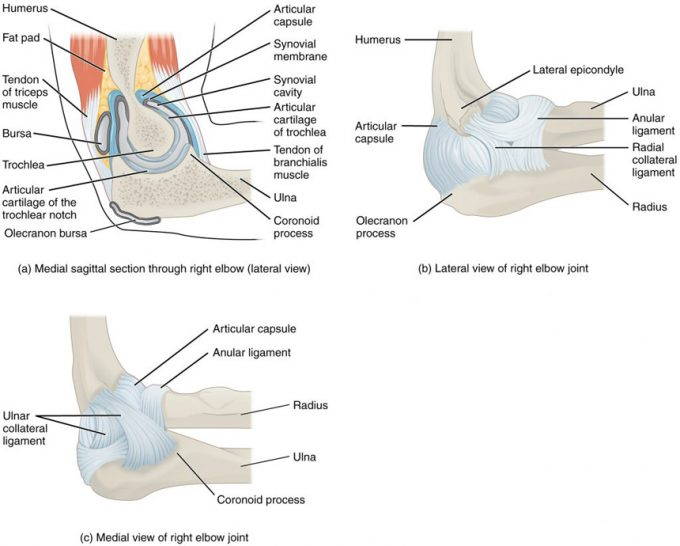 Humerus
Fat pad
Tendon
of triceps
muscle
Bursa
Trochlea
Articular
cartilage of the
trochlear notch
Olecranon bursa
Articular
capsule
Synovial
membrane
Synovial
cavity
Articular
cartilage
of trochlea
Tendon of
branchialis
muscle
Ulna
Coronoid
process
(a) Medial sagittal section through right elbow (lateral view)
Humerus
Lateral epicondyle
Articular
capsule
Olecranon
process
Ulna
Anular
ligament
Radial
collateral
ligament
Radius
(b) Lateral view of right elbow joint
Articular capsule
Anular ligament
Ulnar
collateral
ligament
Radius
Ulna
Coronoid process
(c) Medial view of right elbow joint